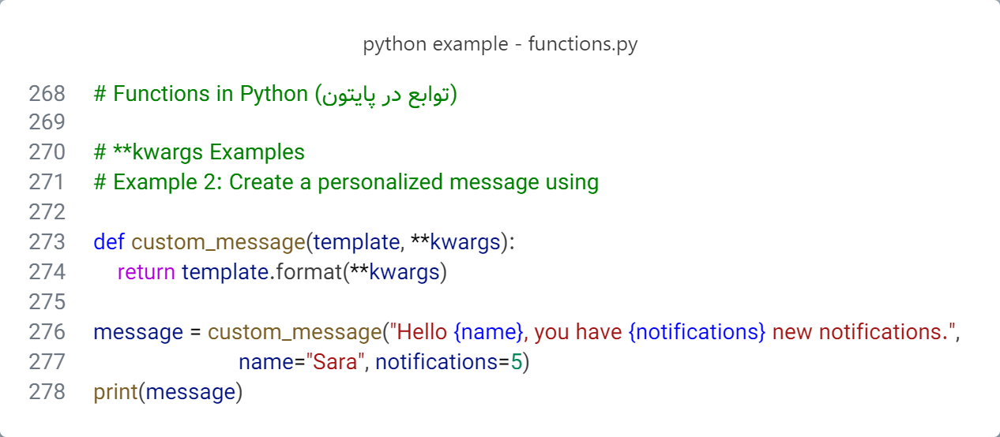 python example - functions.py
268 # Functions in Python (توابع در پایتون)
269
270 # **kwargs Examples
271 # Example 2: Create a personalized message using
272
273 def custom_message(template, **kwargs):
274     return template.format(**kwargs)
275
276 message = custom_message("Hello {name}, you have {notifications} new notifications.",
277                         name="Sara", notifications=5)
278 print(message)